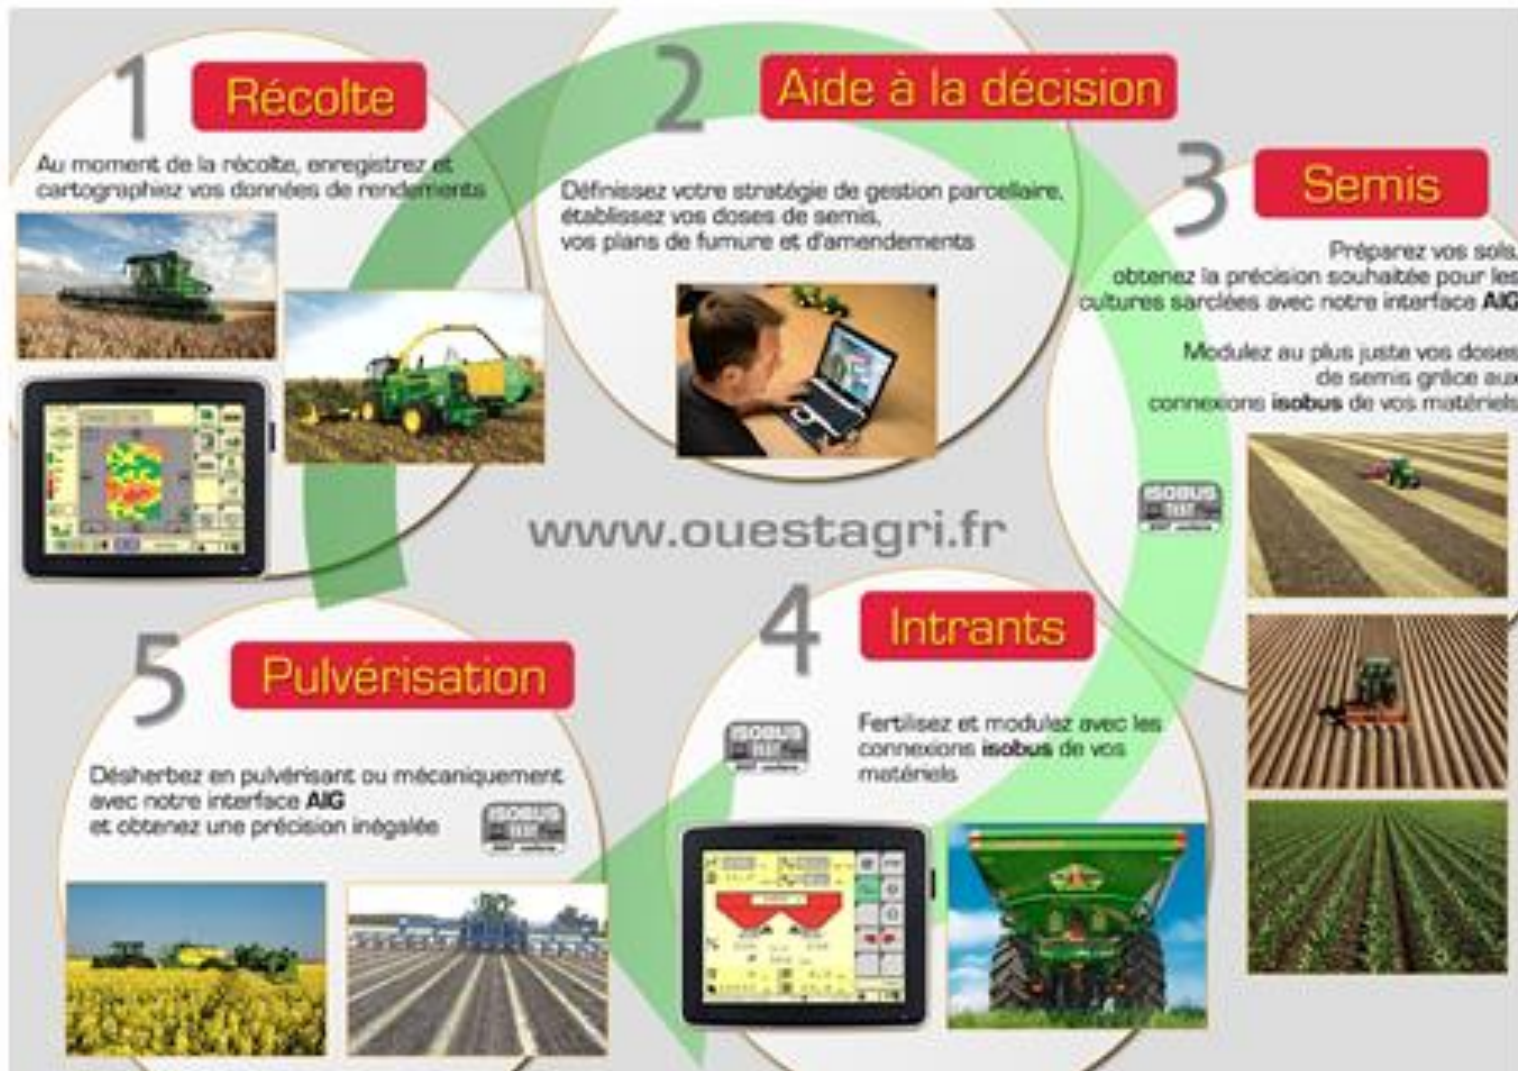 1
Récolte
Au moment de la récolte, enregistrez et
cartographiez vos données de rendements
2
Aide à la décision
Définissez votre stratégie de gestion parcellaire,
établissez vos doses de semis,
vos plans de fumure et d'amendements
3
Semis
Préparez vos sols,
obtenez la précision souhaitée pour les
cultures sarclées avec notre interface AIG
Modulez au plus juste vos doses
de semis grâce aux
connexions isobus de vos matériels
ISOBUS
www.ouestagri.fr
4
Intrants
Fertilisez et modulez avec les
connexions isobus de vos
matériels
ISOBUS
5
Pulvérisation
Désherbez en pulvérisant ou mécaniquement
avec notre interface AIG
et obtenez une précision inégalée
ISOBUS